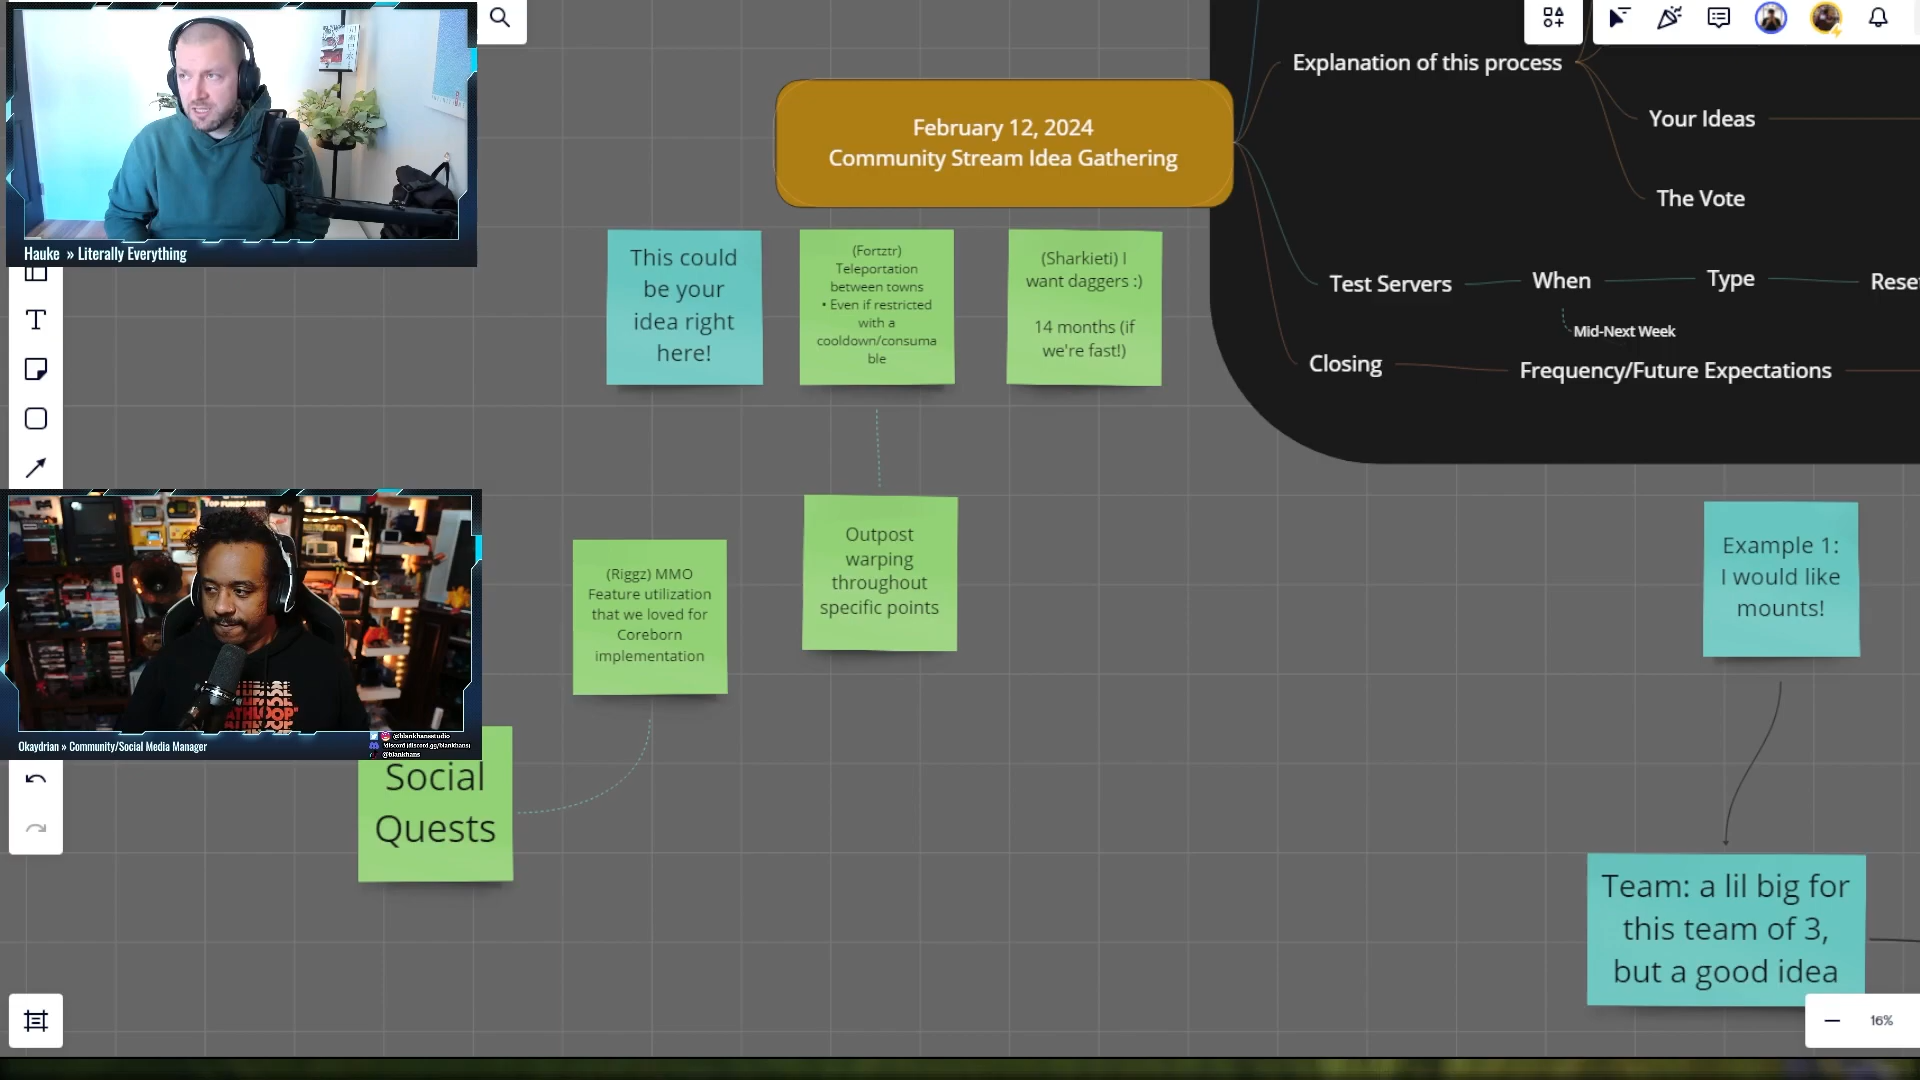 Hauke » Literally Everything
February 12, 2024
Community Stream Idea Gathering
Explanation of this process
Your Ideas
The Vote
Test Servers
When
Type
Mid-Next Week
Closing
Frequency/Future Expectations
This could
be your
idea right
here!
(Fortztr)
Teleportation
between towns
• Even if restricted
with a
cooldown/consuma
ble
(Sharkieti) I
want daggers :)
14 months (if
we're fast!)
Outpost
warping
throughout
specific points
(Riggz) MMO
Feature utilization
that we loved for
Coreborn
implementation
Social
Quests
Example 1:
I would like
mounts!
Team: a lil big for
this team of 3,
but a good idea
Okaydrian » Community/Social Media Manager
@blankhansstudio
@blankhans
16%